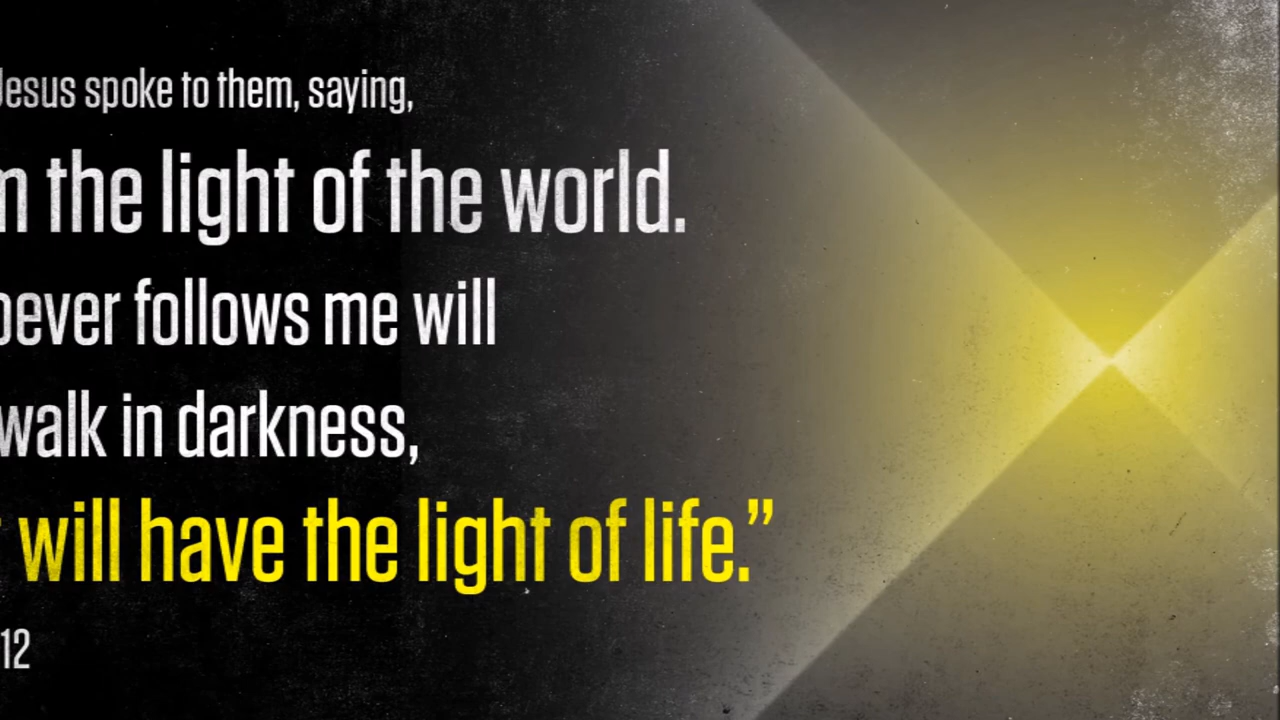 Jesus spoke to them, saying,
the light of the world.
follows me will
walk in darkness,
will have the light of life.”
12